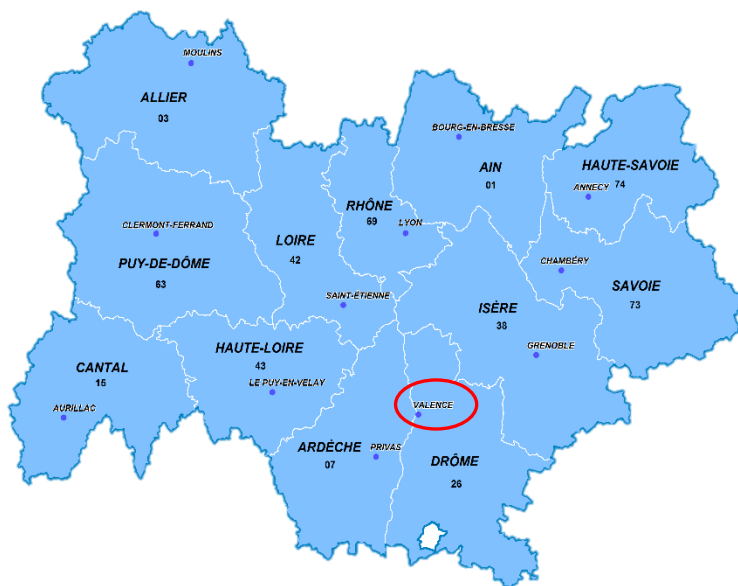 MOULINS
ALLIER
03
BOURG-EN-BRESSE
AIN
01
HAUTE-SAVOIE
74
ANNECY
RHÔNE
69
LYON
CLERMONT-FERRAND
PUY-DE-DÔME
63
LOIRE
42
SAINT-ÉTIENNE
CHAMBÉRY
SAVOIE
73
ISÈRE
38
GRENOBLE
HAUTE-LOIRE
43
LE PUY-EN-VELAY
CANTAL
15
AURILLAC
VALENCE
ARDÈCHE
07
PRIVAS
DRÔME
26